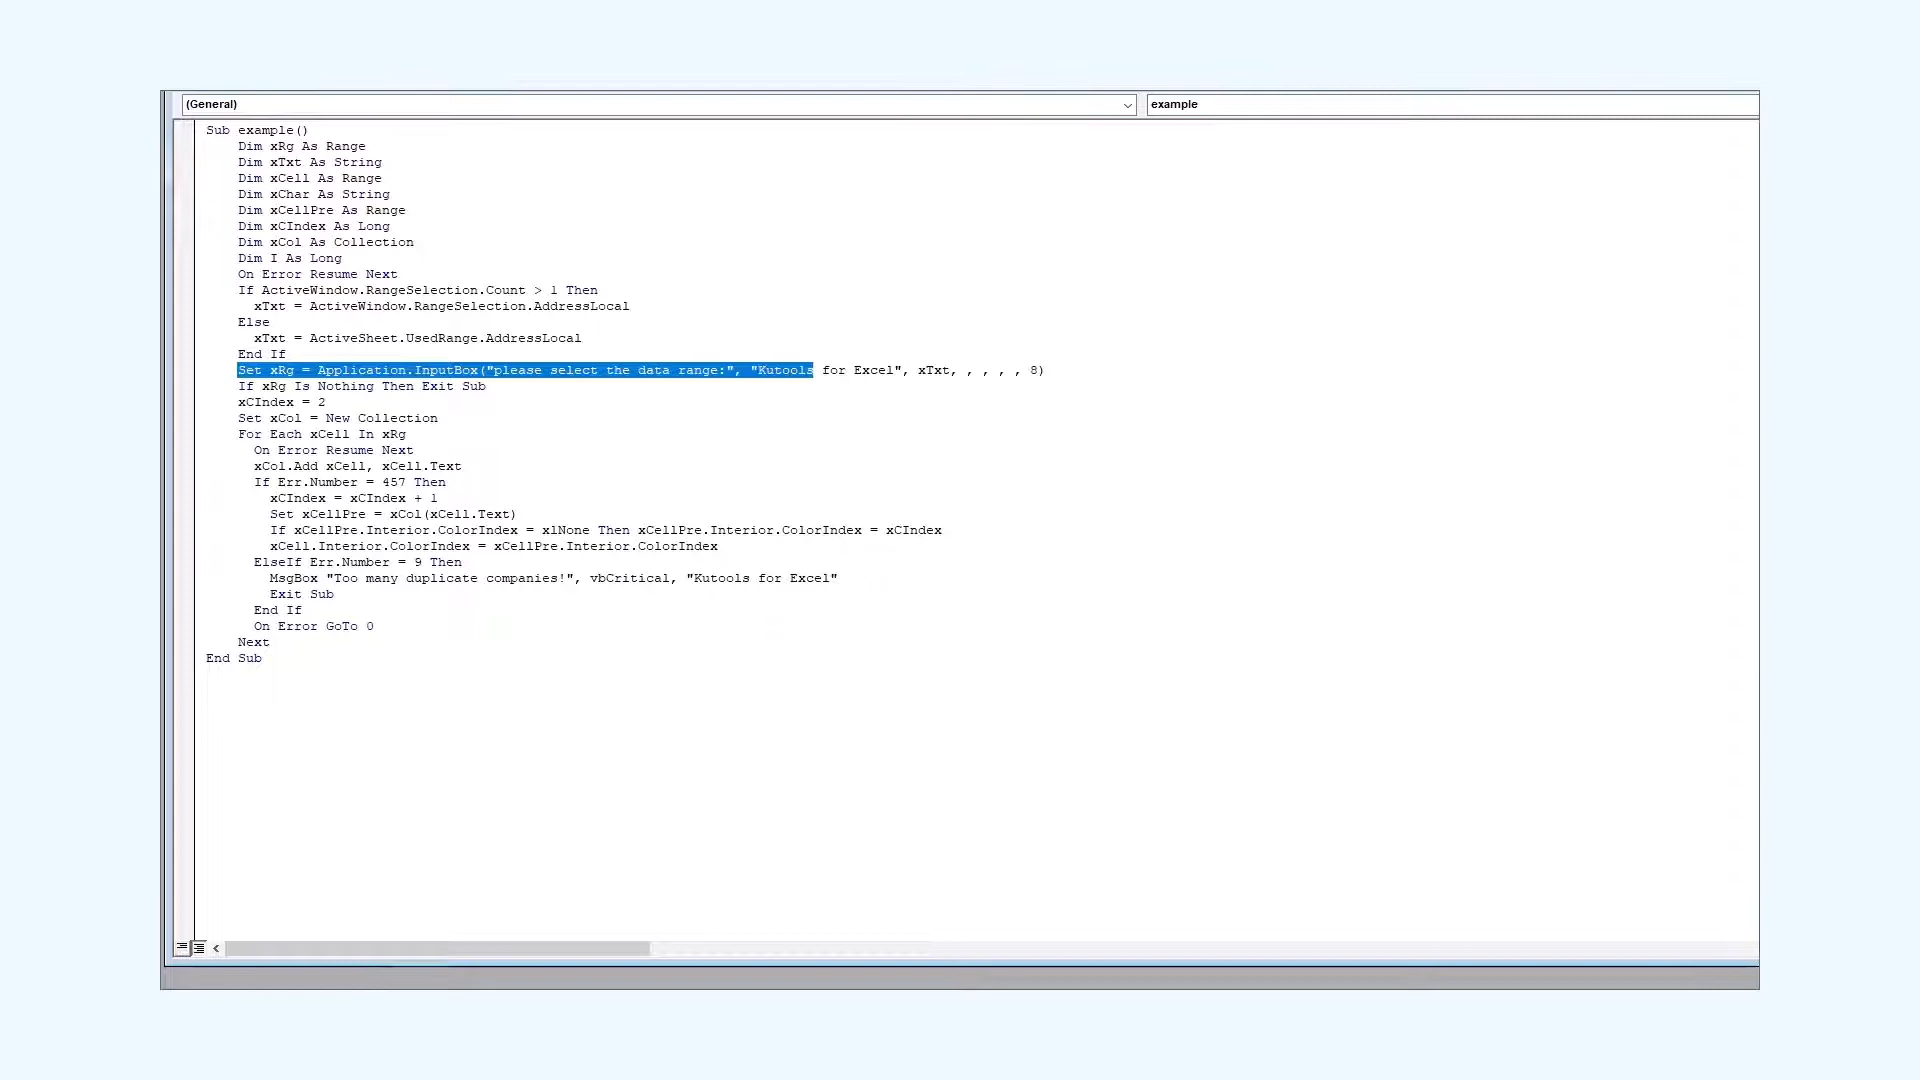 (General)
example
Sub example()
Dim xRg As Range
Dim xTxt As String
Dim xCell As Range
Dim xChar As String
Dim xCellPre As Range
Dim xCIndex As Long
Dim xCol As Collection
Dim I As Long
On Error Resume Next
If ActiveWindow.RangeSelection.Count > 1 Then
xTxt = ActiveWindow.RangeSelection.AddressLocal
Else
xTxt = ActiveSheet.UsedRange.AddressLocal
End If
Set xRg = Application.InputBox("please select the data range:", "Kutools for Excel", xTxt, , , , , 8)
If xRg Is Nothing Then Exit Sub
xCIndex = 2
Set xCol = New Collection
For Each xCell In xRg
On Error Resume Next
xCol.Add xCell, xCell.Text
If Err.Number = 457 Then
xCIndex = xCIndex + 1
Set xCellPre = xCol(xCell.Text)
If xCellPre.Interior.ColorIndex = xlNone Then xCellPre.Interior.ColorIndex = xCIndex
xCell.Interior.ColorIndex = xCellPre.Interior.ColorIndex
ElseIf Err.Number = 9 Then
MsgBox "Too many duplicate companies!", vbCritical, "Kutools for Excel"
Exit Sub
End If
On Error GoTo 0
Next
End Sub